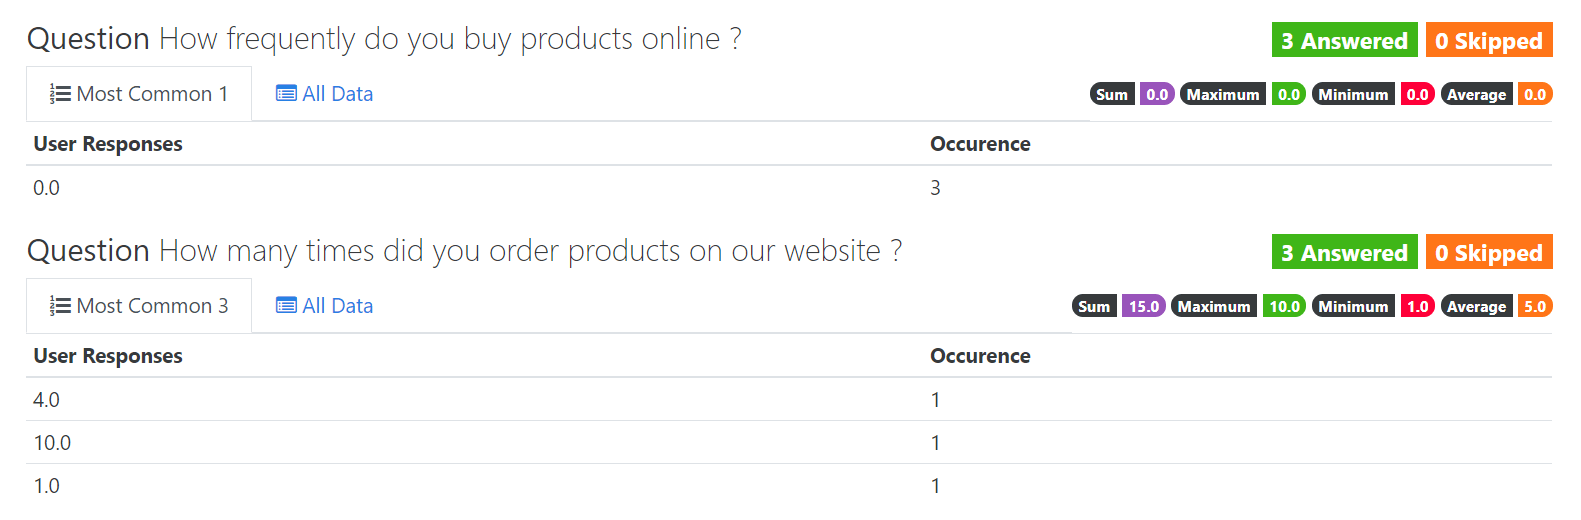 Question How frequently do you buy products online ?
3 Answered 0 Skipped
Most Common 1 All Data
Sum 0.0 Maximum 0.0 Minimum 0.0 Average 0.0
User Responses Occurence
0.0 3
Question How many times did you order products on our website ?
3 Answered 0 Skipped
Most Common 3 All Data
Sum 15.0 Maximum 10.0 Minimum 1.0 Average 5.0
User Responses Occurence
4.0 1
10.0 1
1.0 1